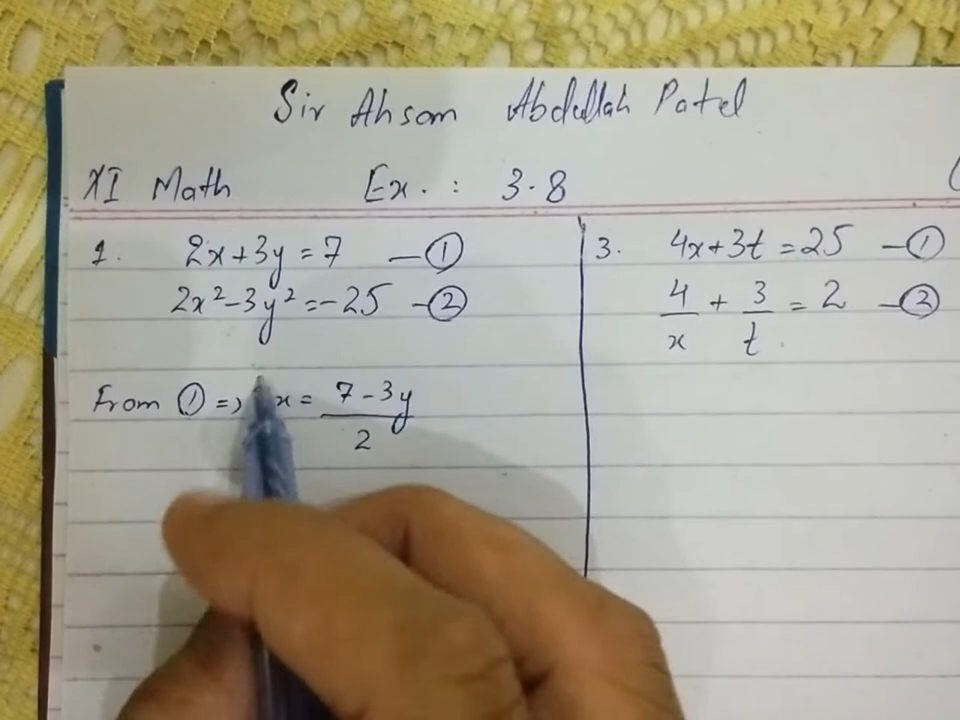 Sir Ahsam Abdullah Patel
XI Math Ex. : 3.8
1. 2x+3y=7 —①
2x²-3y²=-25 —②
From ① => x = (7-3y)/2
3. 4x+3t=25 —①
4/x + 3/t = 2 —②